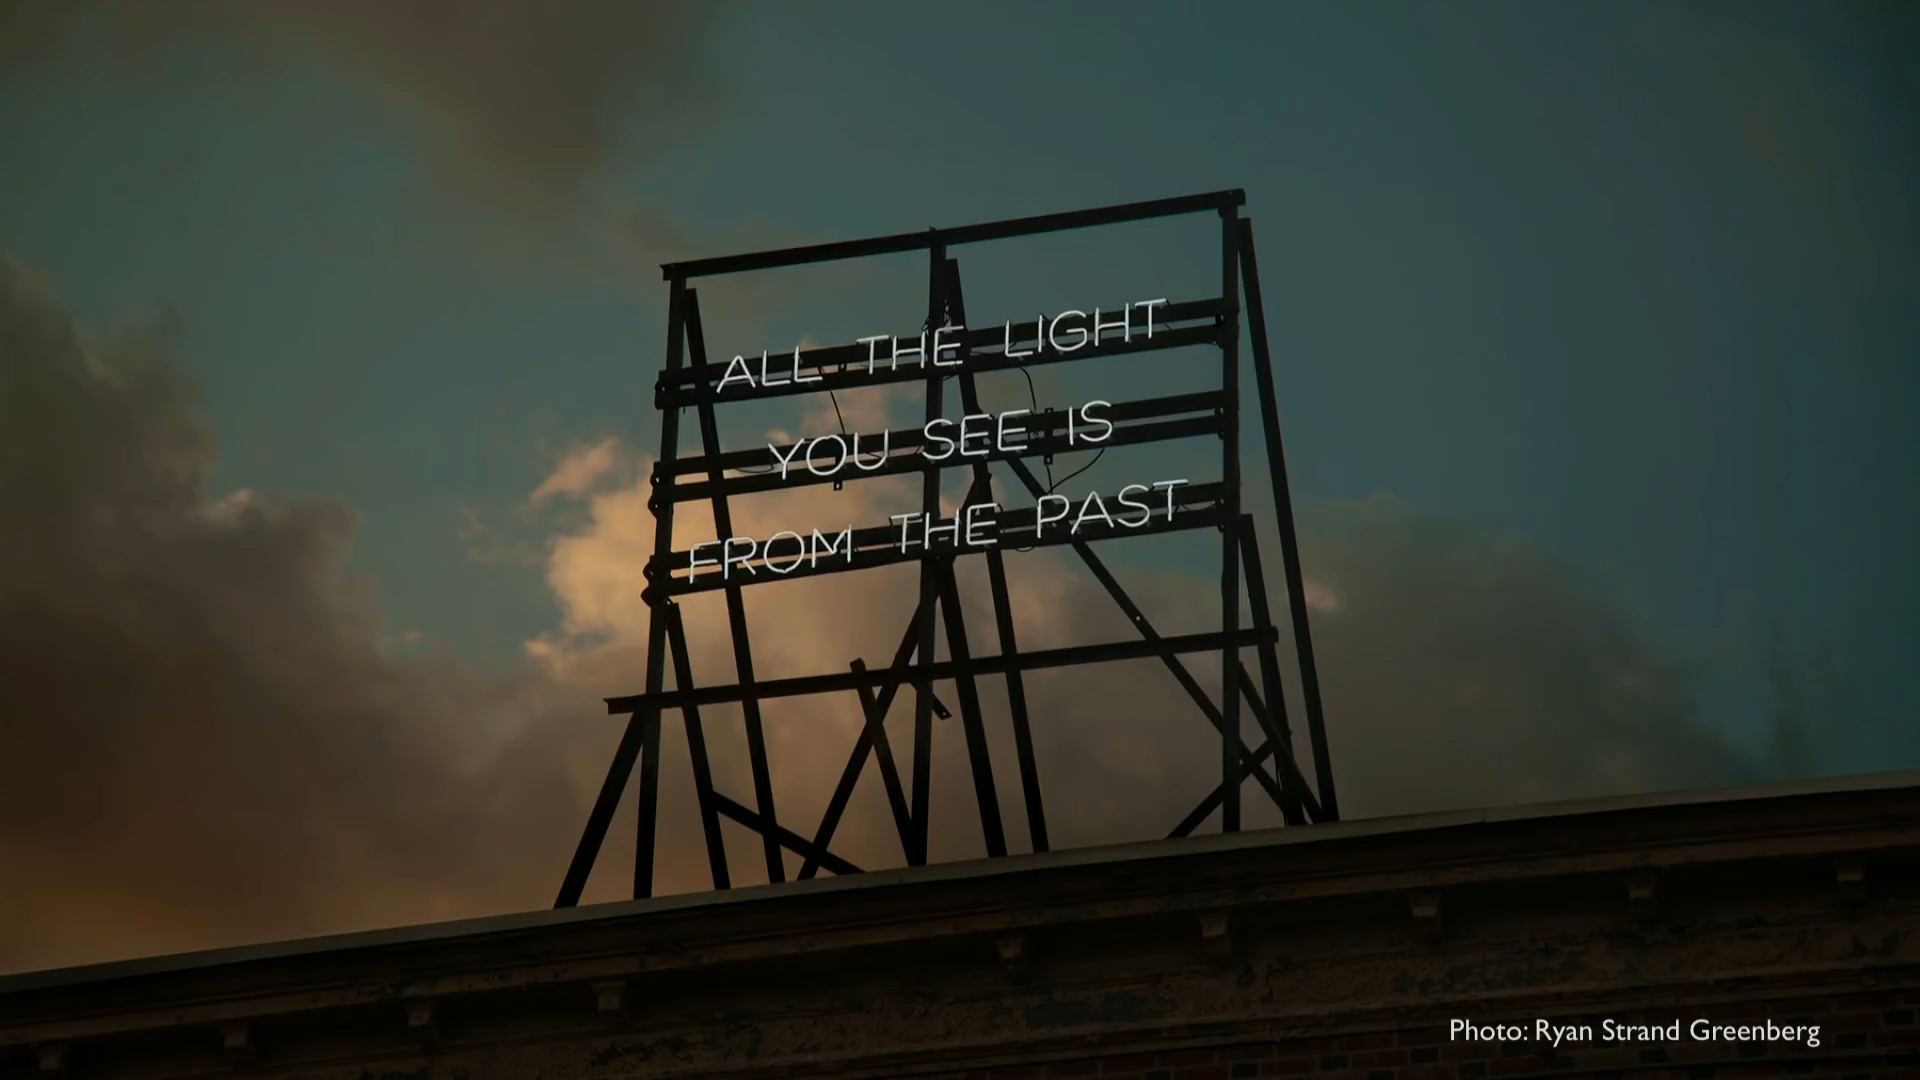 ALL THE LIGHT
YOU SEE IS
FROM THE PAST
Photo: Ryan Strand Greenberg